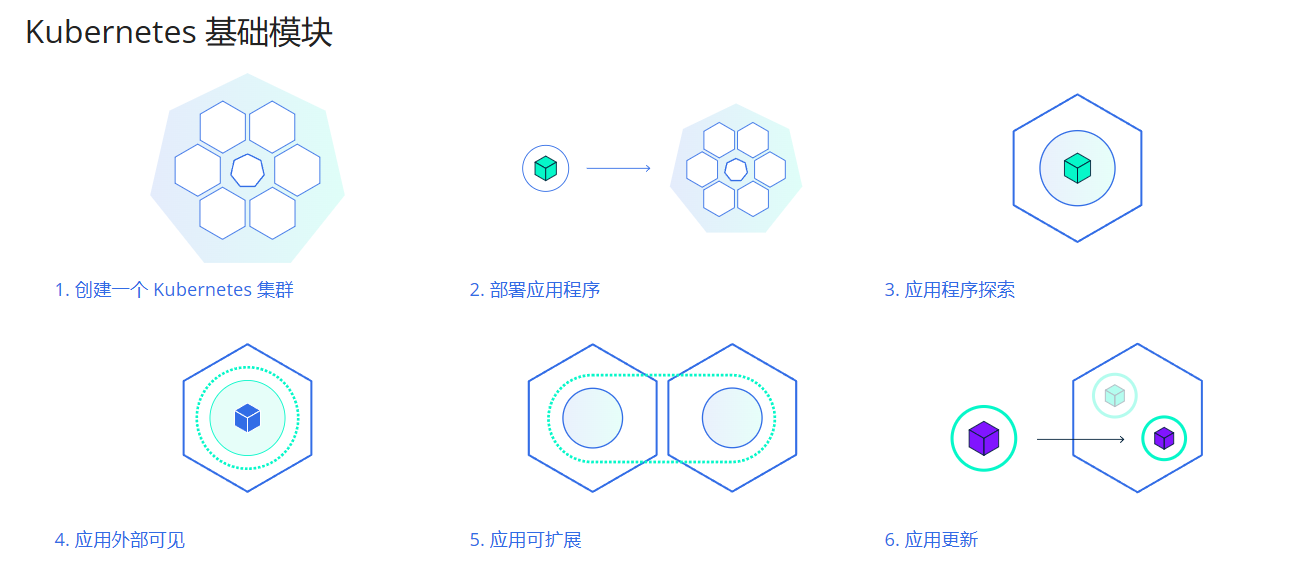 Kubernetes 基础模块
1. 创建一个 Kubernetes 集群
2. 部署应用程序
3. 应用程序探索
4. 应用外部可见
5. 应用可扩展
6. 应用更新